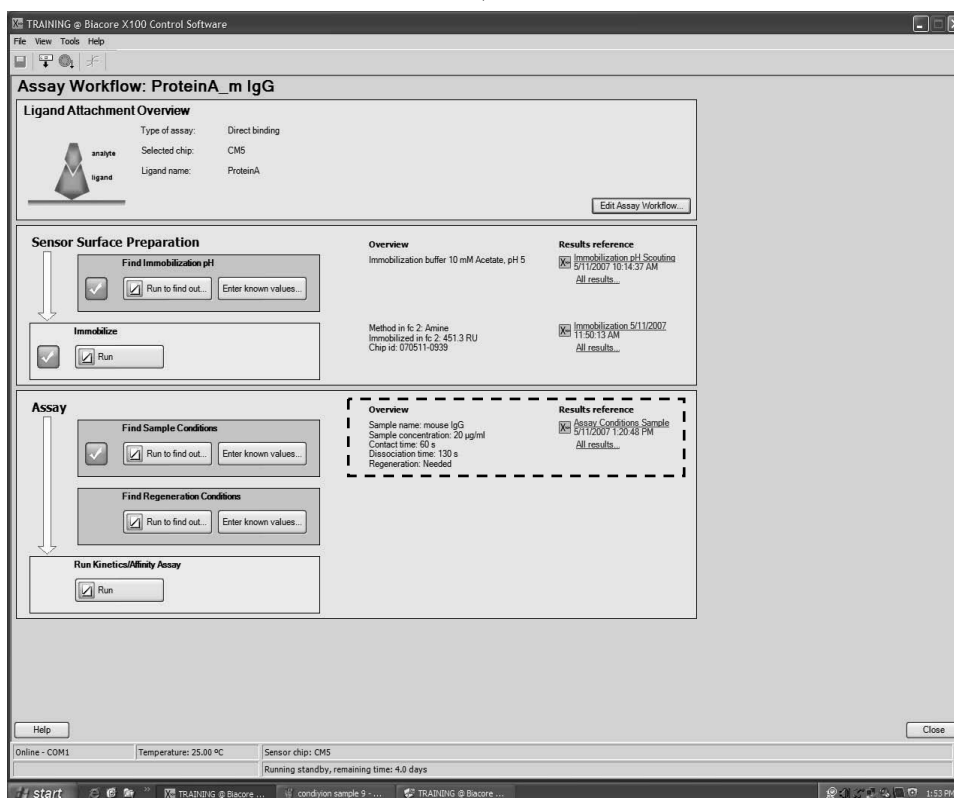 TRAINING @ Biacore X100 Control Software
File View Tools Help
Assay Workflow: ProteinA_m IgG
Ligand Attachment Overview
Type of assay: Direct binding
analyte
Selected chip: CM5
ligand
Ligand name: ProteinA
Edit Assay Workflow...
Sensor Surface Preparation
Overview
Results reference
Find Immobilization pH
Immobilization buffer 10 mM Acetate, pH 5
Immobilization pH Scouting
5/11/2007 10:14:37 AM
Run to find out...
Enter known values...
All results...
Immobilize
Method in fc 2: Amine
Immobilized in fc 2: 451.3 RU
Chip id: 070511-0939
Immobilization 5/11/2007
11:50:13 AM
Run
All results...
Assay
Overview
Results reference
Find Sample Conditions
Sample name: mouse IgG
Sample concentration: 20 µg/ml
Contact time: 60 s
Dissociation time: 130 s
Regeneration: Needed
Assay Conditions Sample
5/11/2007 1:20:48 PM
Run to find out...
Enter known values...
All results...
Find Regeneration Conditions
Run to find out...
Enter known values...
Run Kinetics/Affinity Assay
Run
Help
Close
Online - COM1
Temperature: 25.00 ºC
Sensor chip: CM5
Running standby, remaining time: 4.0 days
start
TRAINING @ Biacore ...
condiyion sample 9 - ...
TRAINING @ Biacore ...
1:53 PM